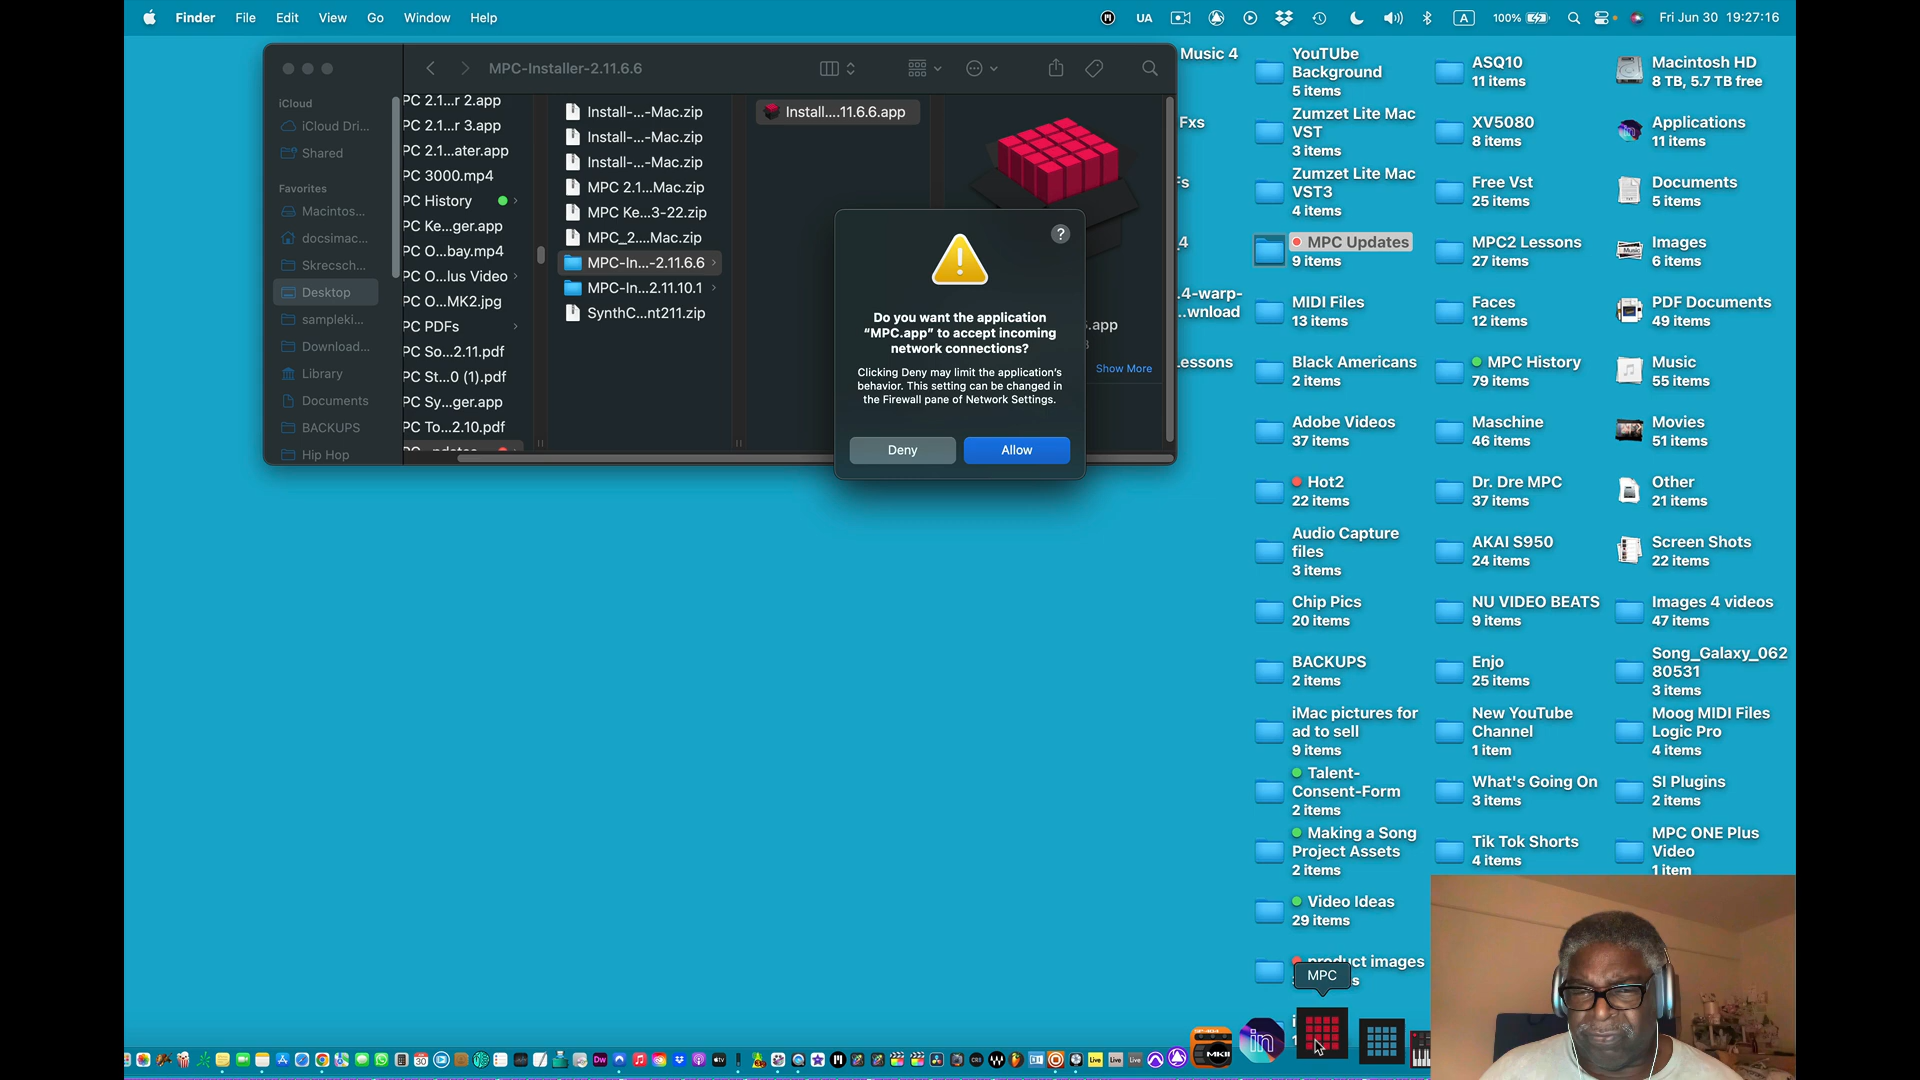 Finder File Edit View Go Window Help
UA
A
100%
Fri Jun 30 19:27:16
MPC-Installer-2.11.6.6
iCloud
iCloud Dri...
Shared
Favorites
Macintos...
docsimac...
Skrecsch...
Desktop
sampleki...
Download...
Library
Documents
BACKUPS
Hip Hop
PC 2.1...r 2.app
PC 2.1...r 3.app
PC 2.1...ater.app
PC 3000.mp4
PC History
PC Ke...ger.app
PC O...bay.mp4
PC O...lus Video
PC O...MK2.jpg
PC PDFs
PC So...2.11.pdf
PC St...0 (1).pdf
PC Sy...ger.app
PC To...2.10.pdf
Install-...-Mac.zip
Install-...-Mac.zip
Install-...-Mac.zip
MPC 2.1...Mac.zip
MPC Ke...3-22.zip
MPC_2....Mac.zip
MPC-In...-2.11.6.6
MPC-In...2.11.10.1
SynthC...nt211.zip
Install....11.6.6.app
.app
Show More
?
Do you want the application
“MPC.app” to accept incoming
network connections?
Clicking Deny may limit the application's
behavior. This setting can be changed in
the Firewall pane of Network Settings.
Deny
Allow
Music 4
Fxs
_4
.4-warp-
...wnload
essons
YouTUbe
Background
5 items
Zumzet Lite Mac
VST
3 items
Zumzet Lite Mac
VST3
4 items
MPC Updates
9 items
MIDI Files
13 items
Black Americans
2 items
Adobe Videos
37 items
Hot2
22 items
Audio Capture
files
3 items
Chip Pics
20 items
BACKUPS
2 items
iMac pictures for
ad to sell
9 items
Talent-
Consent-Form
2 items
Making a Song
Project Assets
2 items
Video Ideas
29 items
product images
ASQ10
11 items
XV5080
8 items
Free Vst
25 items
MPC2 Lessons
27 items
Faces
12 items
MPC History
79 items
Maschine
46 items
Dr. Dre MPC
37 items
AKAI S950
24 items
NU VIDEO BEATS
9 items
Enjo
25 items
New YouTube
Channel
1 item
What's Going On
3 items
Tik Tok Shorts
4 items
Macintosh HD
8 TB, 5.7 TB free
Applications
11 items
Documents
5 items
Images
6 items
PDF Documents
49 items
Music
55 items
Movies
51 items
Other
21 items
Screen Shots
22 items
Images 4 videos
47 items
Song_Galaxy_062
80531
3 items
Moog MIDI Files
Logic Pro
4 items
SI Plugins
2 items
MPC ONE Plus
Video
1 item
MPC
in
MKII
Dw
Live
Live
Live